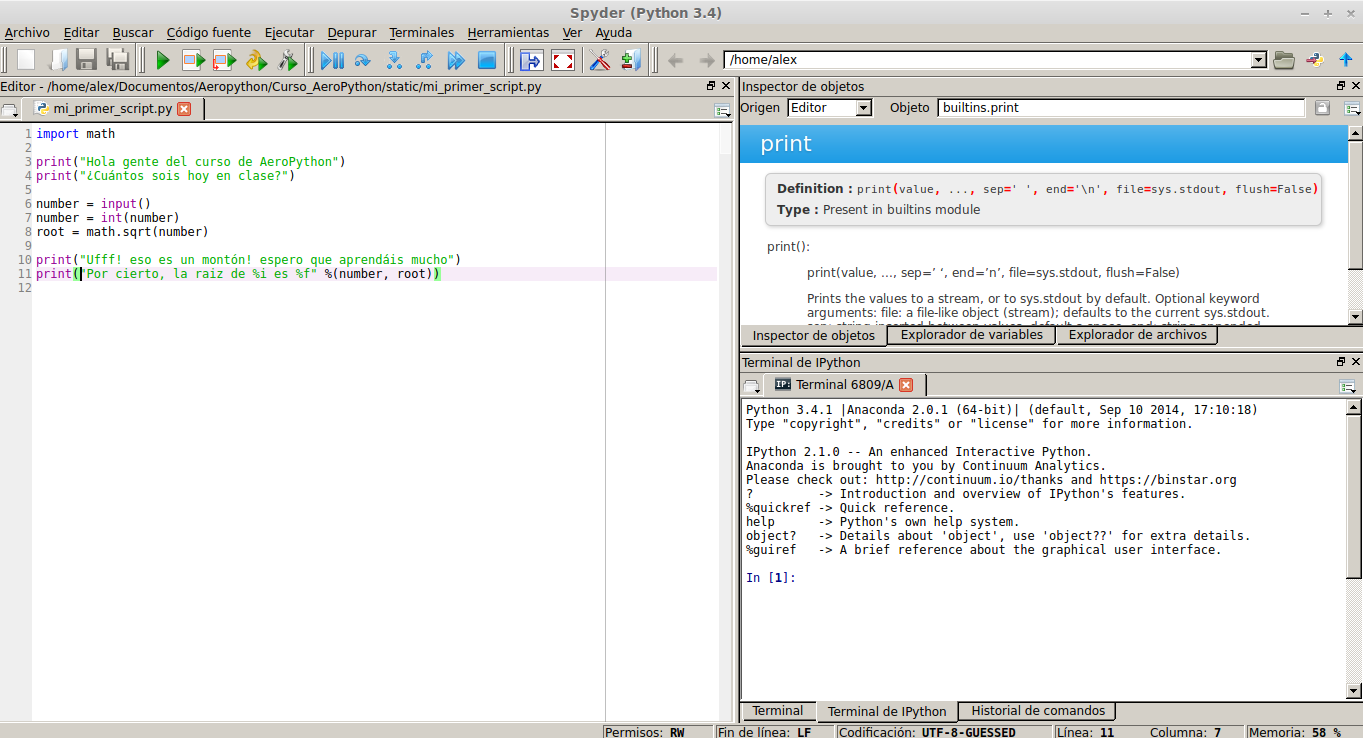 Spyder (Python 3.4)
Archivo Editar Buscar Código fuente Ejecutar Depurar Terminales Herramientas Ver Ayuda
/home/alex
Editor - /home/alex/Documentos/Aeropython/Curso_AeroPython/static/mi_primer_script.py
mi_primer_script.py
1 import math
2
3 print("Hola gente del curso de AeroPython")
4 print("¿Cuántos sois hoy en clase?")
5
6 number = input()
7 number = int(number)
8 root = math.sqrt(number)
9
10 print("Ufff! eso es un montón! espero que aprendáis mucho")
11 print("Por cierto, la raiz de %i es %f" %(number, root))
12
Inspector de objetos
Origen Editor Objeto builtins.print
print
Definition : print(value, ..., sep=' ', end='\n', file=sys.stdout, flush=False)
Type : Present in builtins module
print():
print(value, ..., sep=’ ‘, end=’n’, file=sys.stdout, flush=False)
Prints the values to a stream, or to sys.stdout by default. Optional keyword
arguments: file: a file-like object (stream); defaults to the current sys.stdout.
sep: string inserted between values, default a space. end: string appended
Inspector de objetos Explorador de variables Explorador de archivos
Terminal de IPython
IP: Terminal 6809/A
Python 3.4.1 |Anaconda 2.0.1 (64-bit)| (default, Sep 10 2014, 17:10:18)
Type "copyright", "credits" or "license" for more information.
IPython 2.1.0 -- An enhanced Interactive Python.
Anaconda is brought to you by Continuum Analytics.
Please check out: http://continuum.io/thanks and https://binstar.org
? -> Introduction and overview of IPython's features.
%quickref -> Quick reference.
help -> Python's own help system.
object? -> Details about 'object', use 'object??' for extra details.
%guiref -> A brief reference about the graphical user interface.
In [1]:
Terminal Terminal de IPython Historial de comandos
Permisos: RW Fin de línea: LF Codificación: UTF-8-GUESSED Línea: 11 Columna: 7 Memoria: 58 %